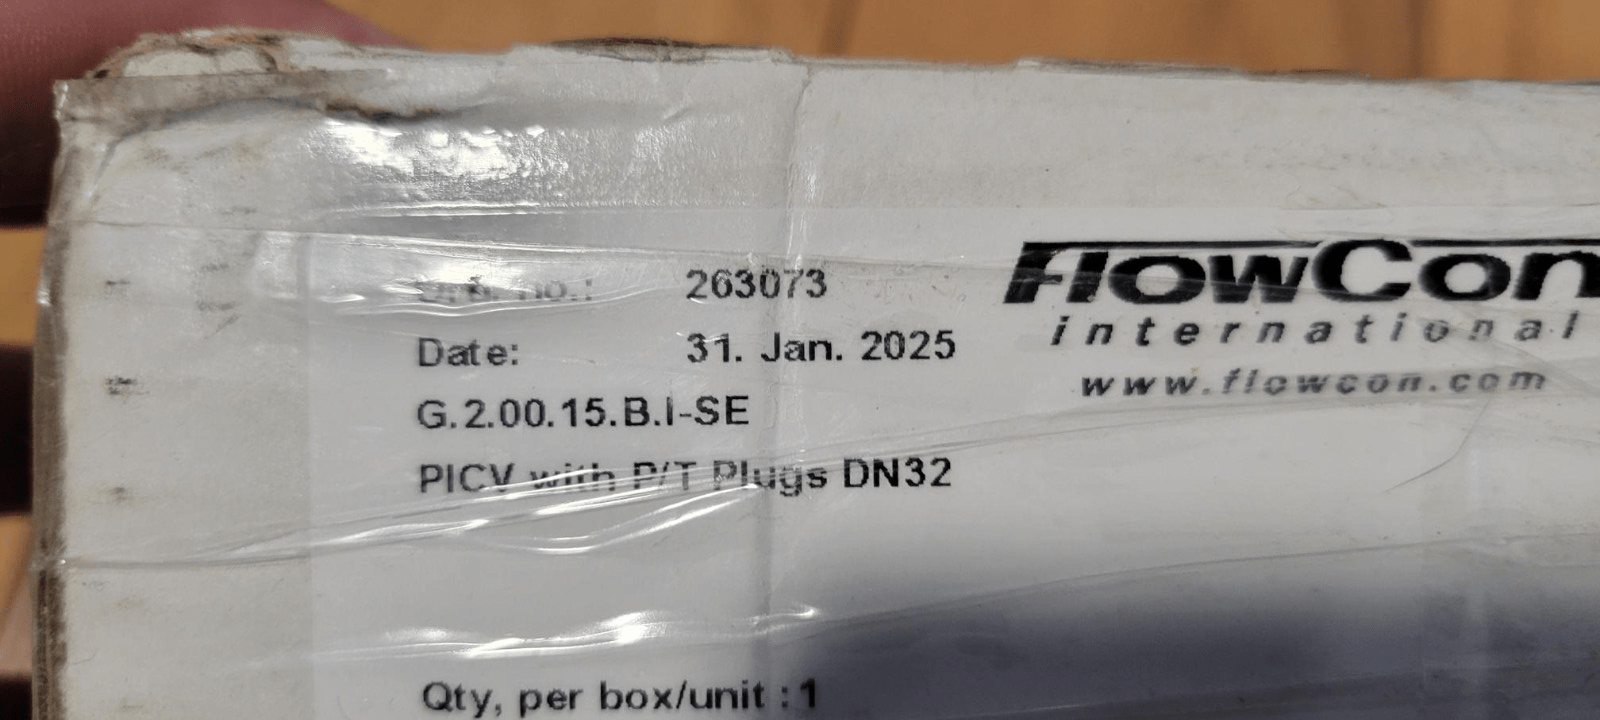 no.: 263073
Date: 31. Jan. 2025
G.2.00.15.B.I-SE
PICV with P/T Plugs DN32
Qty, per box/unit : 1
FlowCon
international
www.flowcon.com